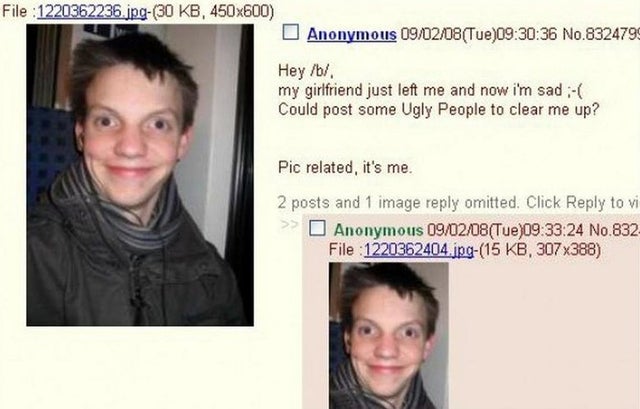 File :1220362236.jpg-(30 KB, 450x600)
Anonymous 09/02/08(Tue)09:30:36 No.8324799
Hey /b/,
my girlfriend just left me and now i'm sad ;-(
Could post some Ugly People to clear me up?
Pic related, it's me.
2 posts and 1 image reply omitted. Click Reply to vi
>> Anonymous 09/02/08(Tue)09:33:24 No.832
File :1220362404.jpg-(15 KB, 307x388)